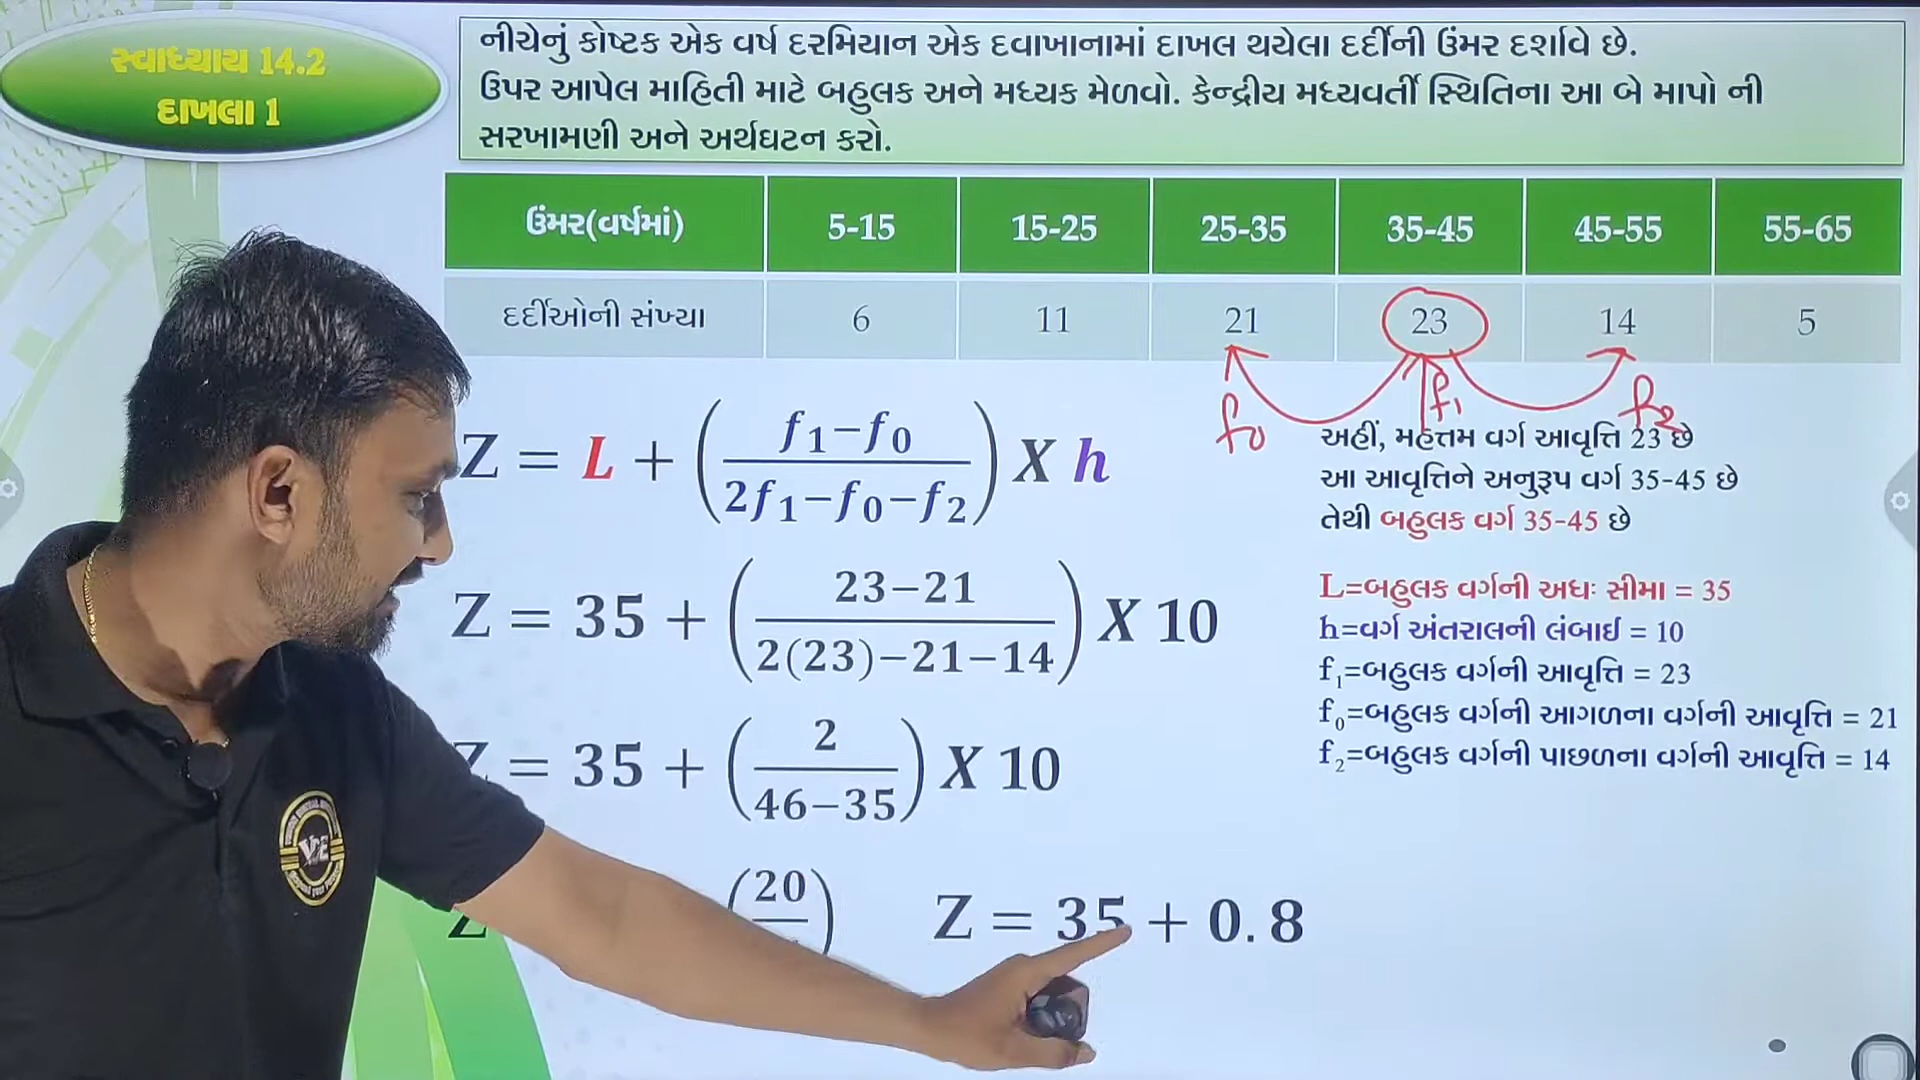 સ્વાધ્યાય 14.2
દાખલા 1
નીચેનું કોષ્ટક એક વર્ષ દરમિયાન એક દવાખાનામાં દાખલ થયેલા દર્દીની ઉંમર દર્શાવે છે.
ઉપર આપેલ માહિતી માટે બહુલક અને મધ્યક મેળવો. કેન્દ્રીય મધ્યવર્તી સ્થિતિના આ બે માપો ની
સરખામણી અને અર્થઘટન કરો.
ઉંમર(વર્ષમાં) 5-15 15-25 25-35 35-45 45-55 55-65
દર્દીઓની સંખ્યા 6 11 21 23 14 5
f₀ f₁ f₂
Z = L + (f₁−f₀ / 2f₁−f₀−f₂) X h
Z = 35 + (23−21 / 2(23)−21−14) X 10
Z = 35 + (2 / 46−35) X 10
Z (20
Z = 35 + 0.8
અહીં, મહત્તમ વર્ગ આવૃત્તિ 23 છે
આ આવૃત્તિને અનુરૂપ વર્ગ 35-45 છે
તેથી બહુલક વર્ગ 35-45 છે
L=બહુલક વર્ગની અધઃ સીમા = 35
h=વર્ગ અંતરાલની લંબાઈ = 10
f₁=બહુલક વર્ગની આવૃત્તિ = 23
f₀=બહુલક વર્ગની આગળના વર્ગની આવૃત્તિ = 21
f₂=બહુલક વર્ગની પાછળના વર્ગની આવૃત્તિ = 14